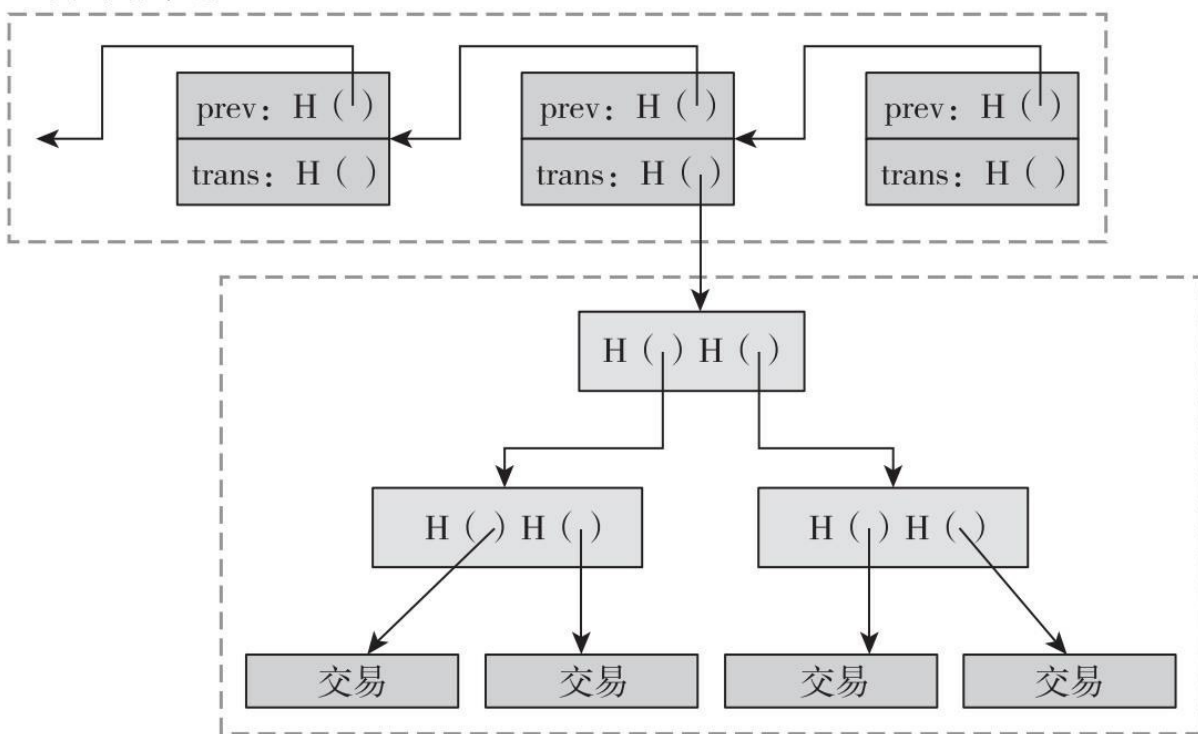 prev：H（ ）
trans：H（ ）
prev：H（ ）
trans：H（ ）
prev：H（ ）
trans：H（ ）
H（ ）H（ ）
H（ ）H（ ）
H（ ）H（ ）
交易
交易
交易
交易